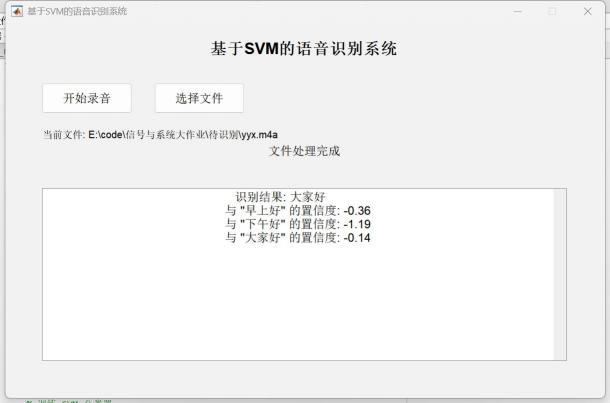 基于SVM的语音识别系统
基于SVM的语音识别系统
开始录音
选择文件
当前文件: E:\code\信号与系统大作业\待识别\yyx.m4a
文件处理完成
识别结果: 大家好
与 "早上好" 的置信度: -0.36
与 "下午好" 的置信度: -1.19
与 "大家好" 的置信度: -0.14